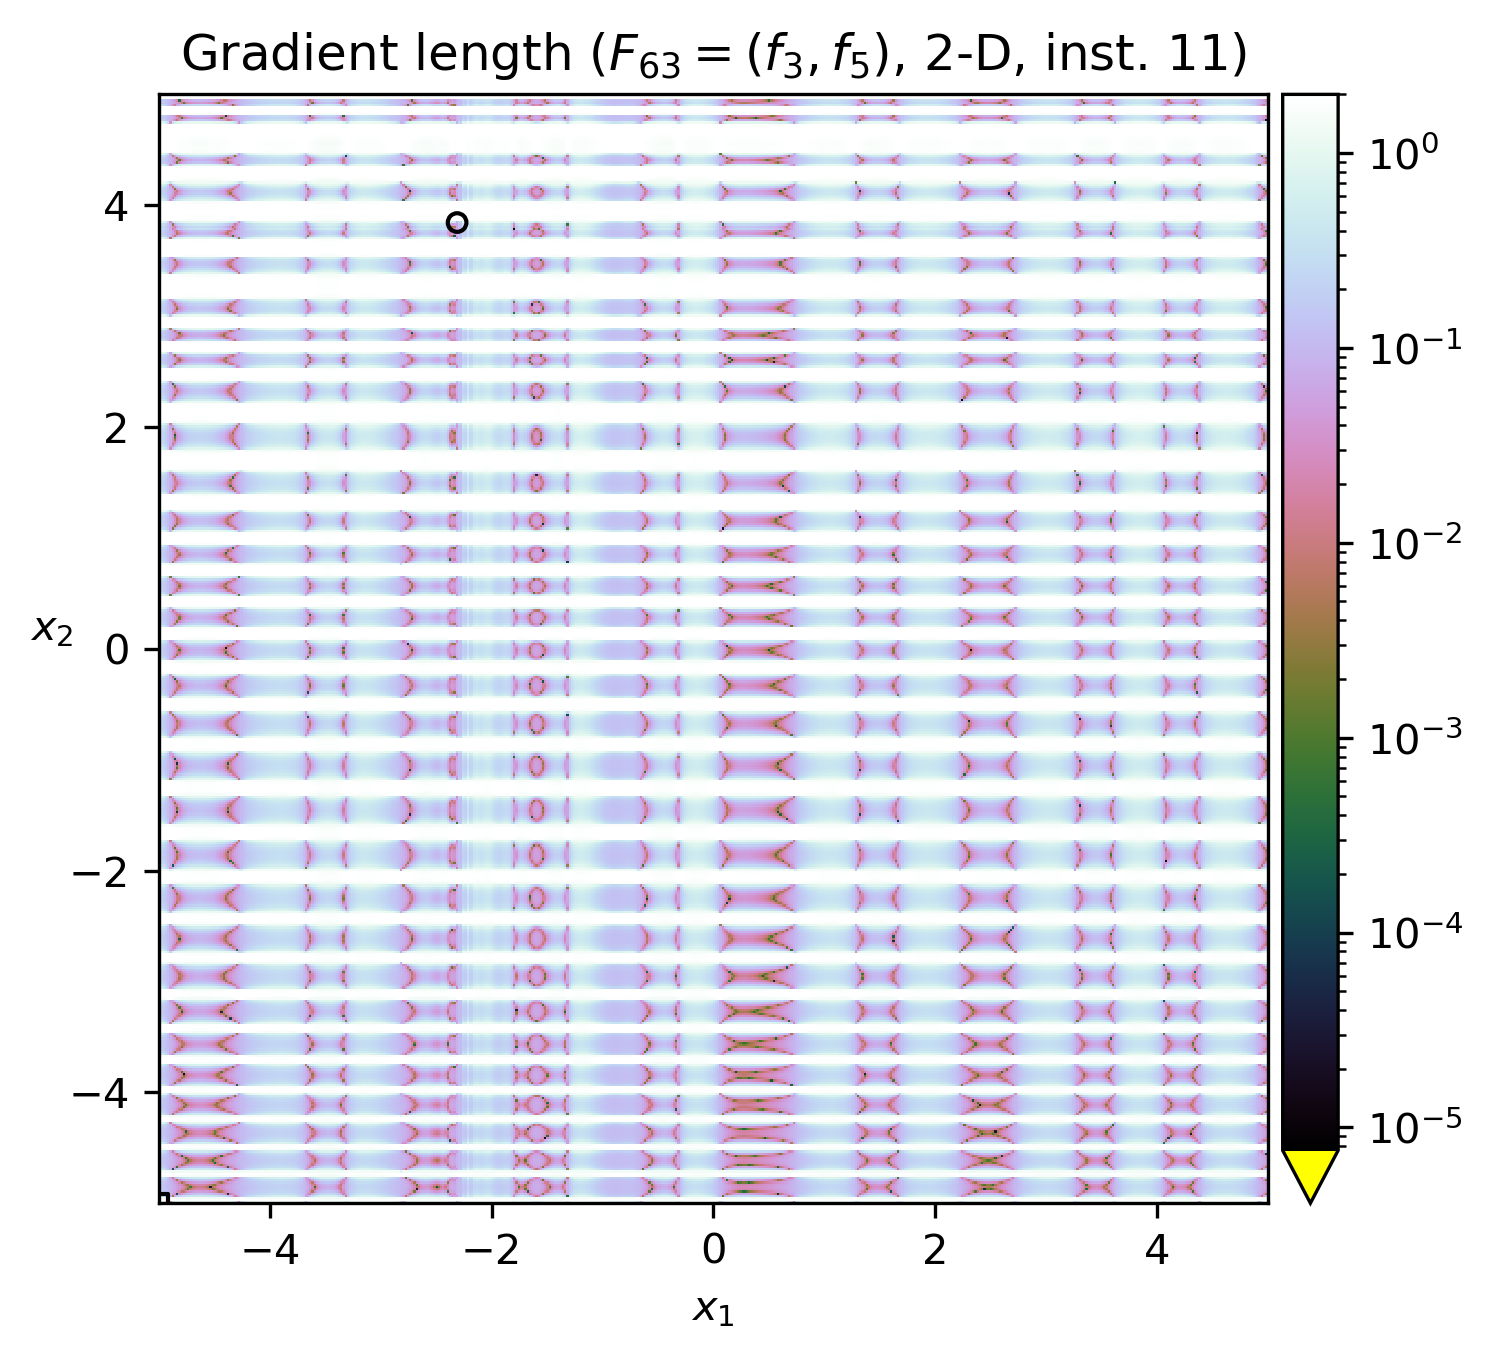 Gradient length (F₆₃ = (f₃, f₅), 2-D, inst. 11)
10⁰
10⁻¹
10⁻²
10⁻³
10⁻⁴
10⁻⁵
4
2
0
−2
−4
x₂
−4 −2 0 2 4
x₁